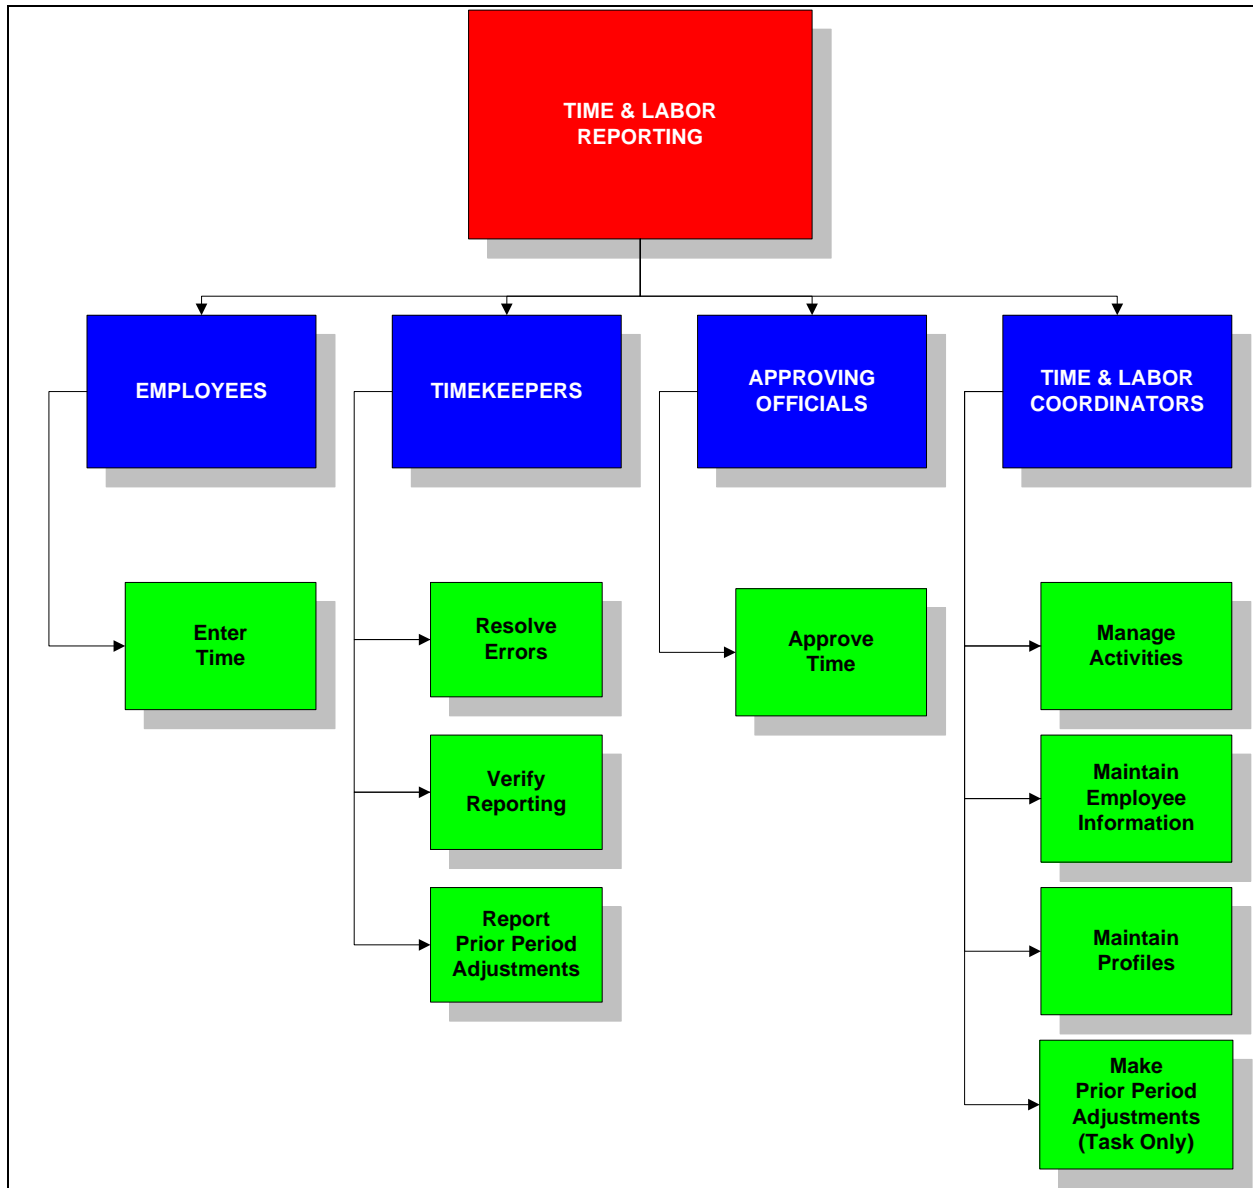 TIME & LABOR
REPORTING
EMPLOYEES
TIMEKEEPERS
APPROVING
OFFICIALS
TIME & LABOR
COORDINATORS
Enter
Time
Resolve
Errors
Verify
Reporting
Report
Prior Period
Adjustments
Approve
Time
Manage
Activities
Maintain
Employee
Information
Maintain
Profiles
Make
Prior Period
Adjustments
(Task Only)